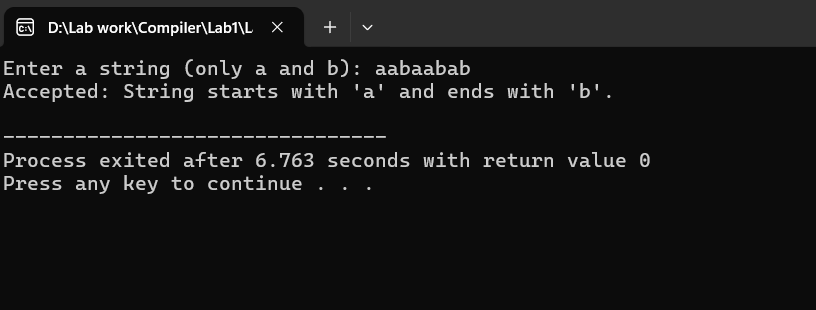 D:\Lab work\Compiler\Lab1\L
Enter a string (only a and b): aabaabab
Accepted: String starts with 'a' and ends with 'b'.
--------------------------------
Process exited after 6.763 seconds with return value 0
Press any key to continue . . .